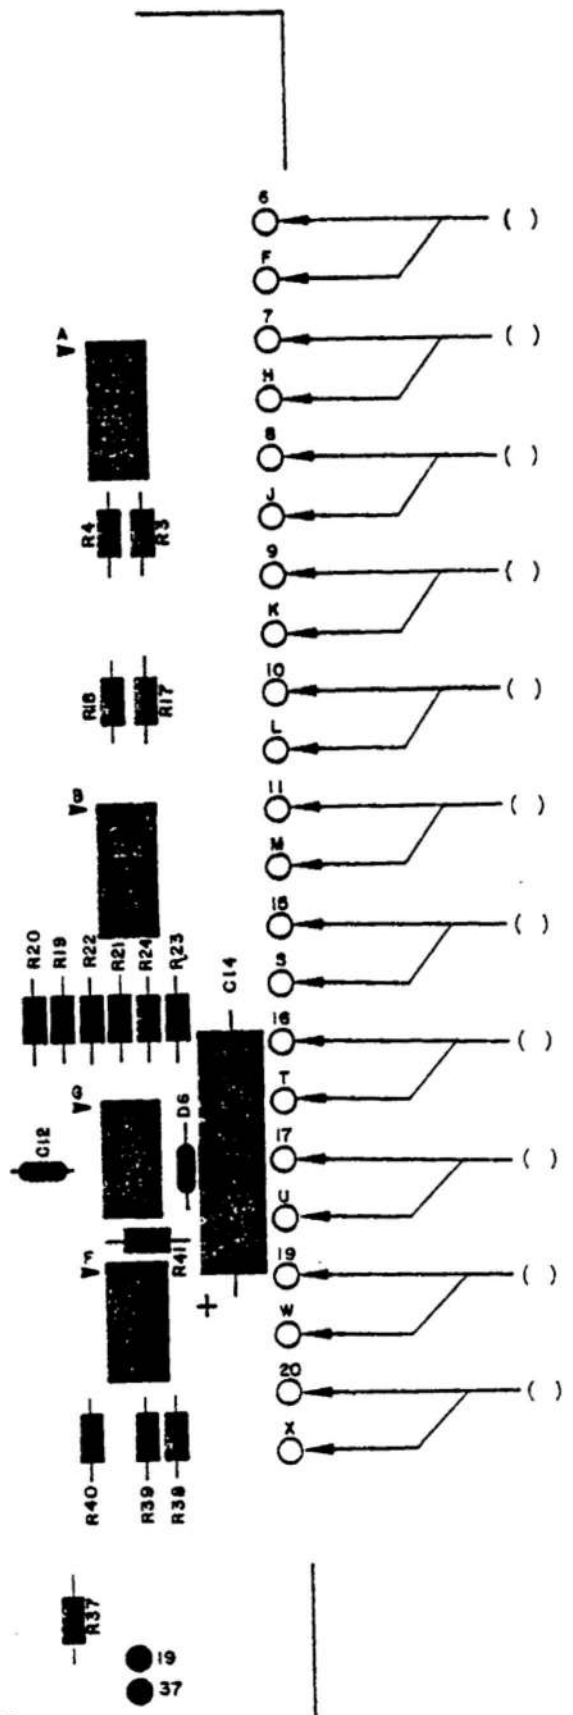 6
( )
F
7
( )
H
A
8
( )
J
R4 R3
9
( )
K
10
( )
R18 R17
L
11
( )
B
M
15
( )
R20 R19 R22 R21 R24 R23 C14
S
16
( )
T
G
D6
17
( )
C12
U
R41
19
( )
F
+
W
20
( )
X
R40 R39 R38
R37
19
37